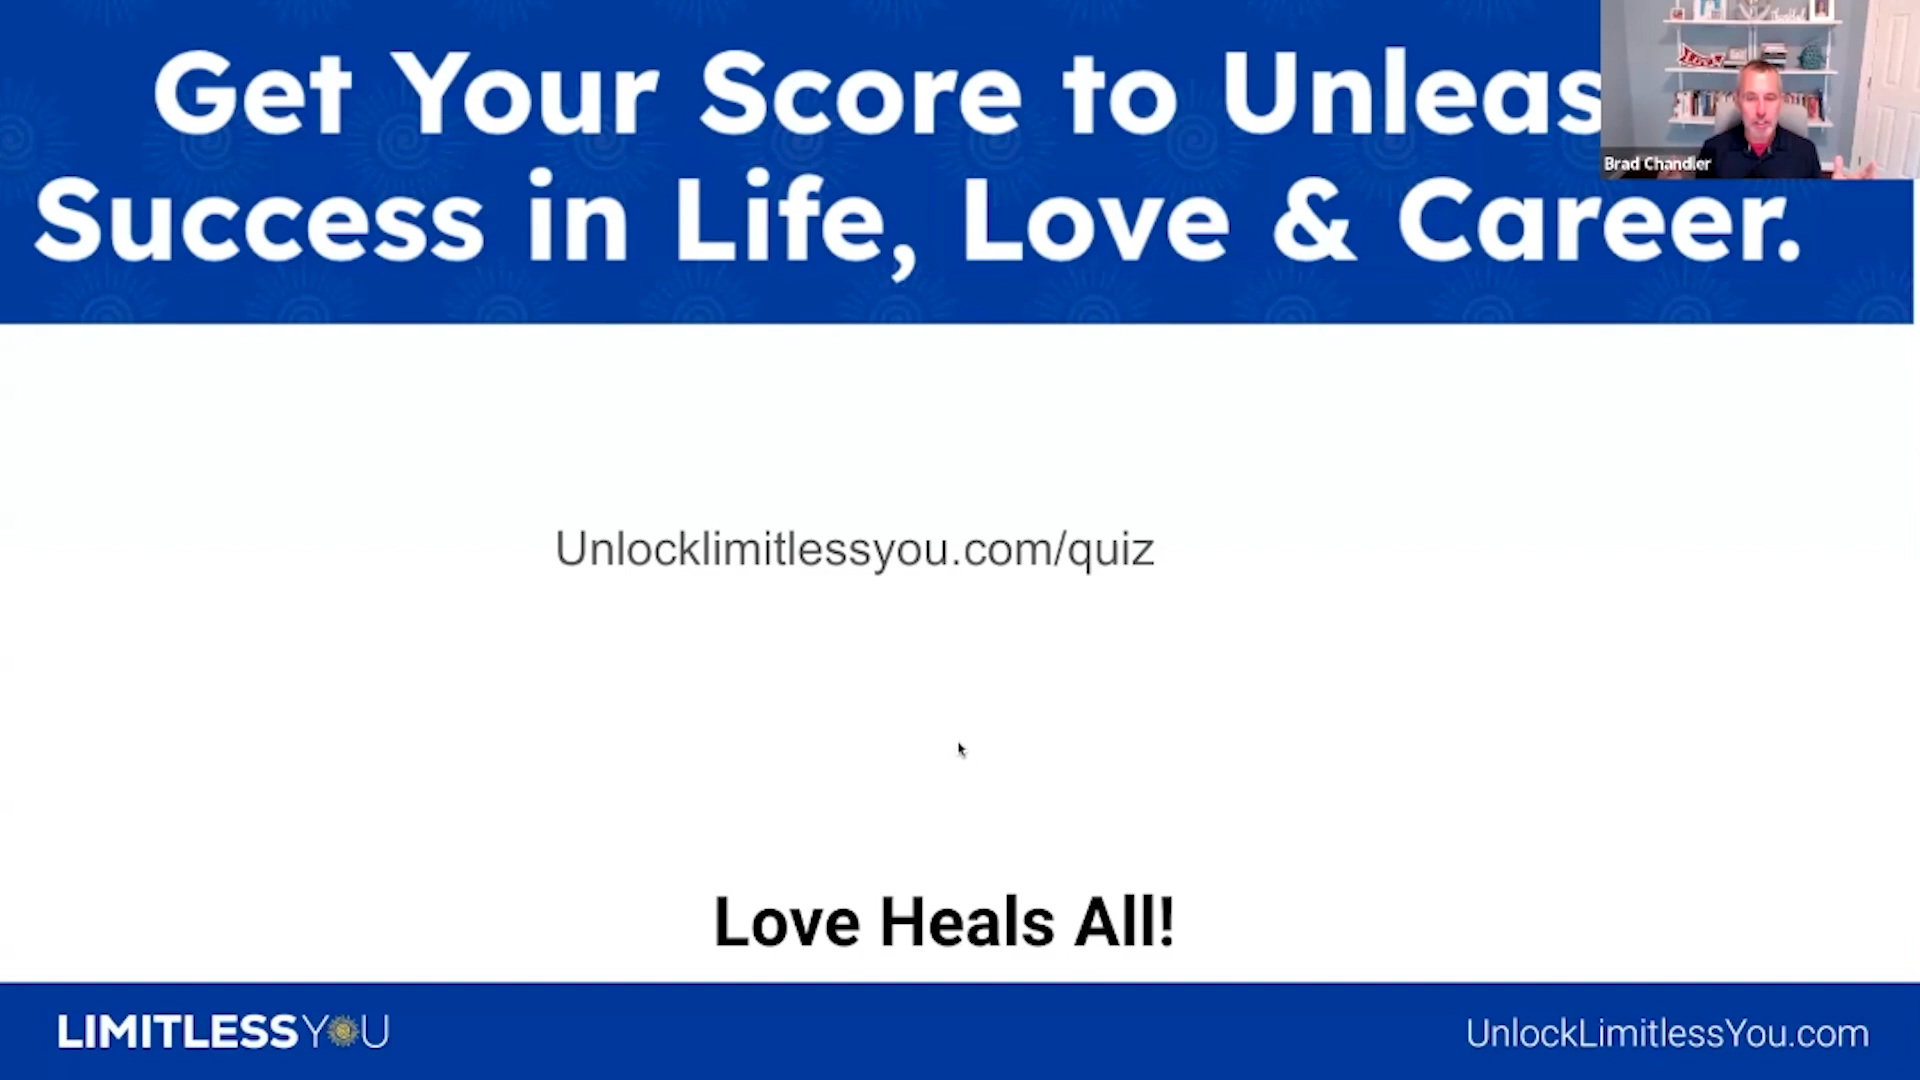 Get Your Score to Unleas
Success in Life, Love & Career.
Brad Chandler
Unlocklimitlessyou.com/quiz
Love Heals All!
LIMITLESSYOU
UnlockLimitlessYou.com